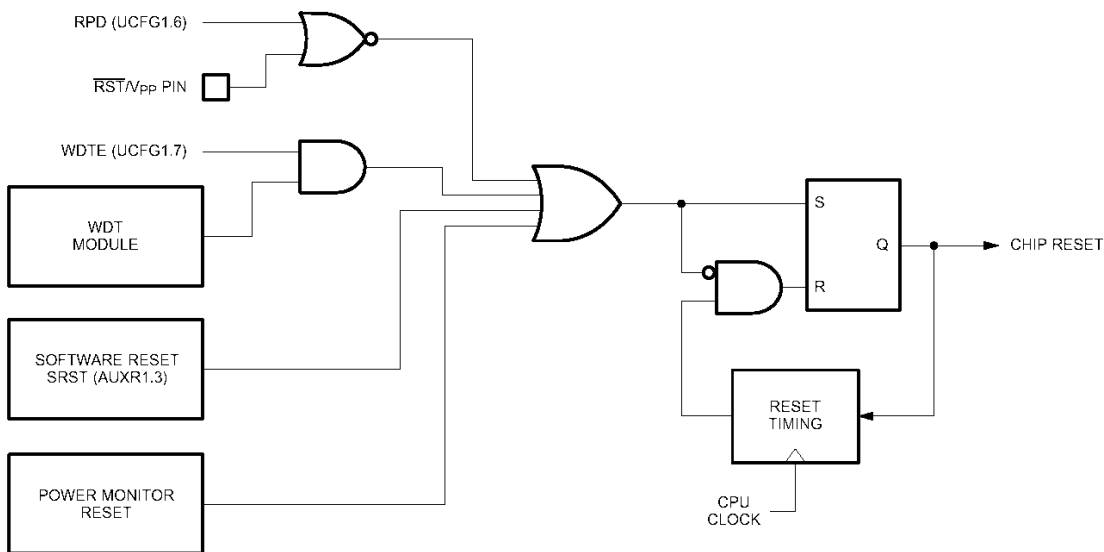 RPD (UCFG1.6)
RST/VPP PIN
WDTE (UCFG1.7)
WDT
MODULE
SOFTWARE RESET
SRST (AUXR1.3)
POWER MONITOR
RESET
S
Q
R
CHIP RESET
RESET
TIMING
CPU
CLOCK